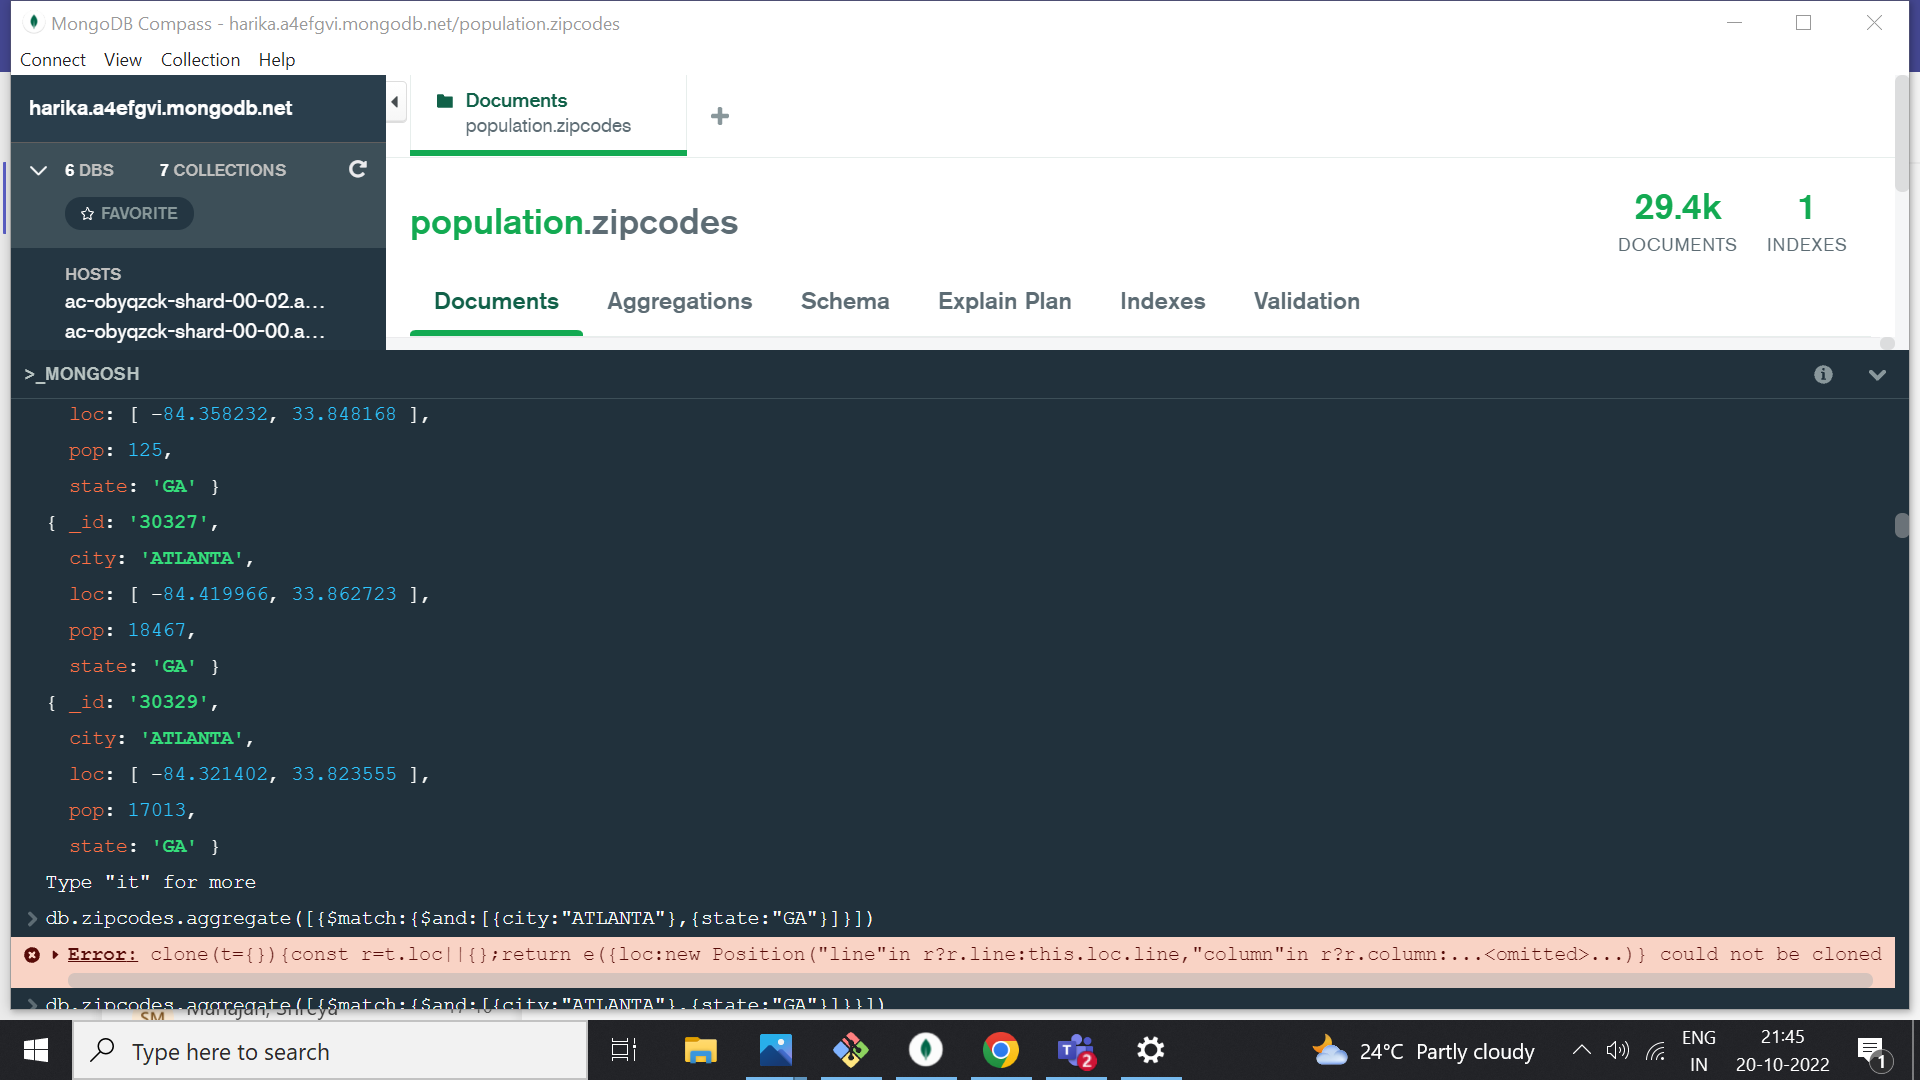 MongoDB Compass - harika.a4efgvi.mongodb.net/population.zipcodes
Connect View Collection Help
harika.a4efgvi.mongodb.net
Documents
population.zipcodes
6 DBS 7 COLLECTIONS
FAVORITE
population.zipcodes
29.4k
DOCUMENTS
1
INDEXES
HOSTS
ac-obyqzck-shard-00-02.a...
ac-obyqzck-shard-00-00.a...
Documents Aggregations Schema Explain Plan Indexes Validation
>_MONGOSH
loc: [ -84.358232, 33.848168 ],
pop: 125,
state: 'GA' }
{ _id: '30327',
city: 'ATLANTA',
loc: [ -84.419966, 33.862723 ],
pop: 18467,
state: 'GA' }
{ _id: '30329',
city: 'ATLANTA',
loc: [ -84.321402, 33.823555 ],
pop: 17013,
state: 'GA' }
Type "it" for more
db.zipcodes.aggregate([{$match:{$and:[{city:"ATLANTA"},{state:"GA"}]}])
Error: clone(t={}){const r=t.loc||{};return e({loc:new Position("line"in r?r.line:this.loc.line,"column"in r?r.column:...<omitted>...)} could not be cloned
db.zipcodes.aggregate([{$match:{$and:[{city:"ATLANTA"},{state:"GA"}]}}])
SM Mahajan, Shreya
Type here to search
2
24°C Partly cloudy
ENG
IN
21:45
20-10-2022
1